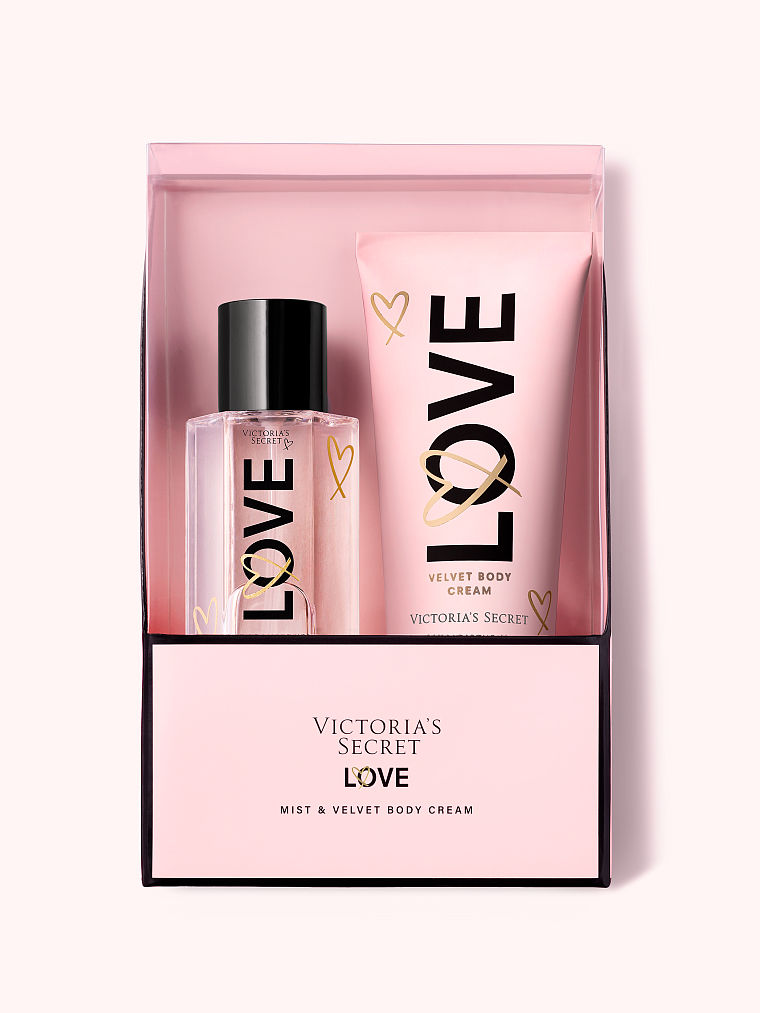 VICTORIA'S
SECRET
LOVE
LOVE
VELVET BODY
CREAM
VICTORIA'S SECRET
VICTORIA'S
SECRET
LOVE
MIST & VELVET BODY CREAM